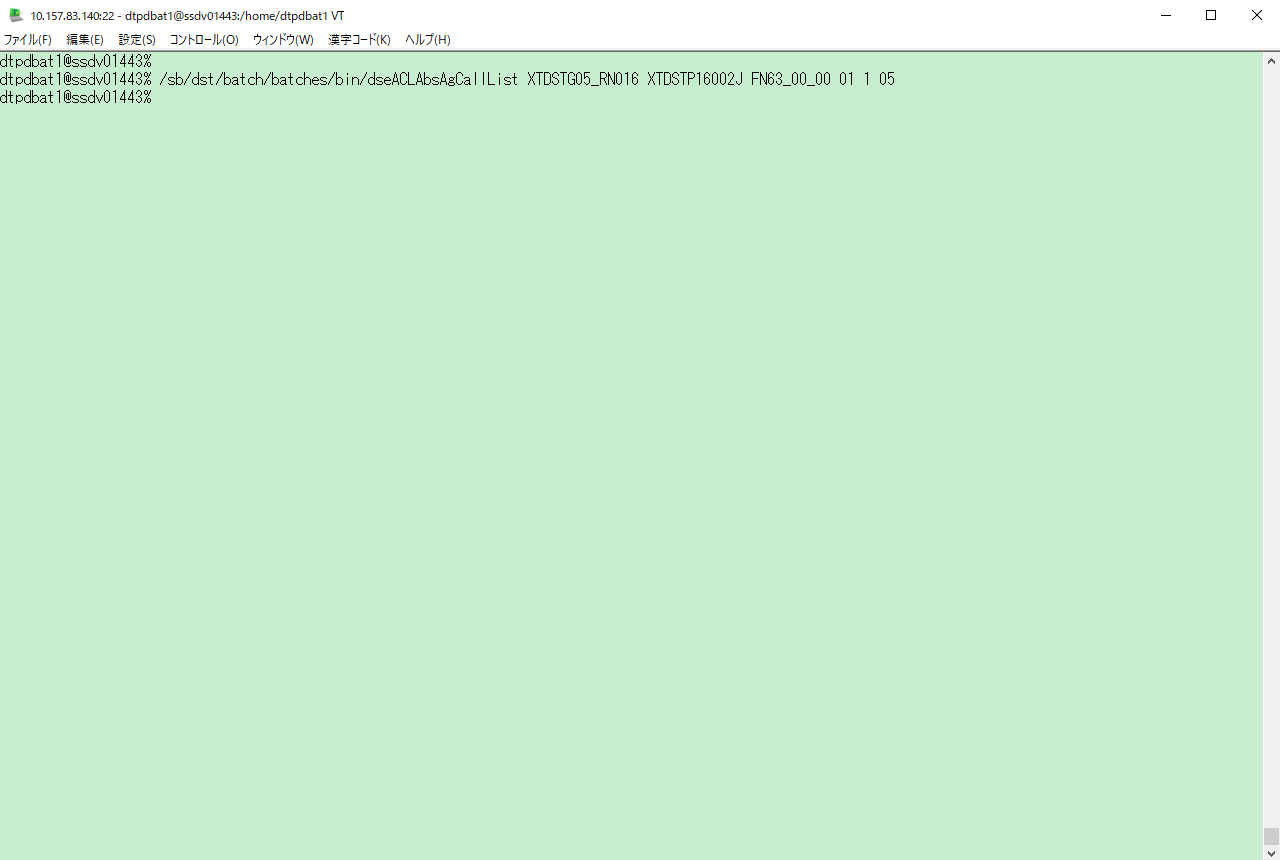 10.157.83.140:22 - dtpdbat1@ssdv01443:/home/dtpdbat1 VT
ファイル(F) 編集(E) 設定(S) コントロール(O) ウィンドウ(W) 漢字コード(K) ヘルプ(H)
dtpdbat1@ssdv01443%
dtpdbat1@ssdv01443% /sb/dst/batch/batches/bin/dseACLAbsAgCallList XTDSTG05_RN016 XTDSTP16002J FN63_00_00 01 1 05
dtpdbat1@ssdv01443%